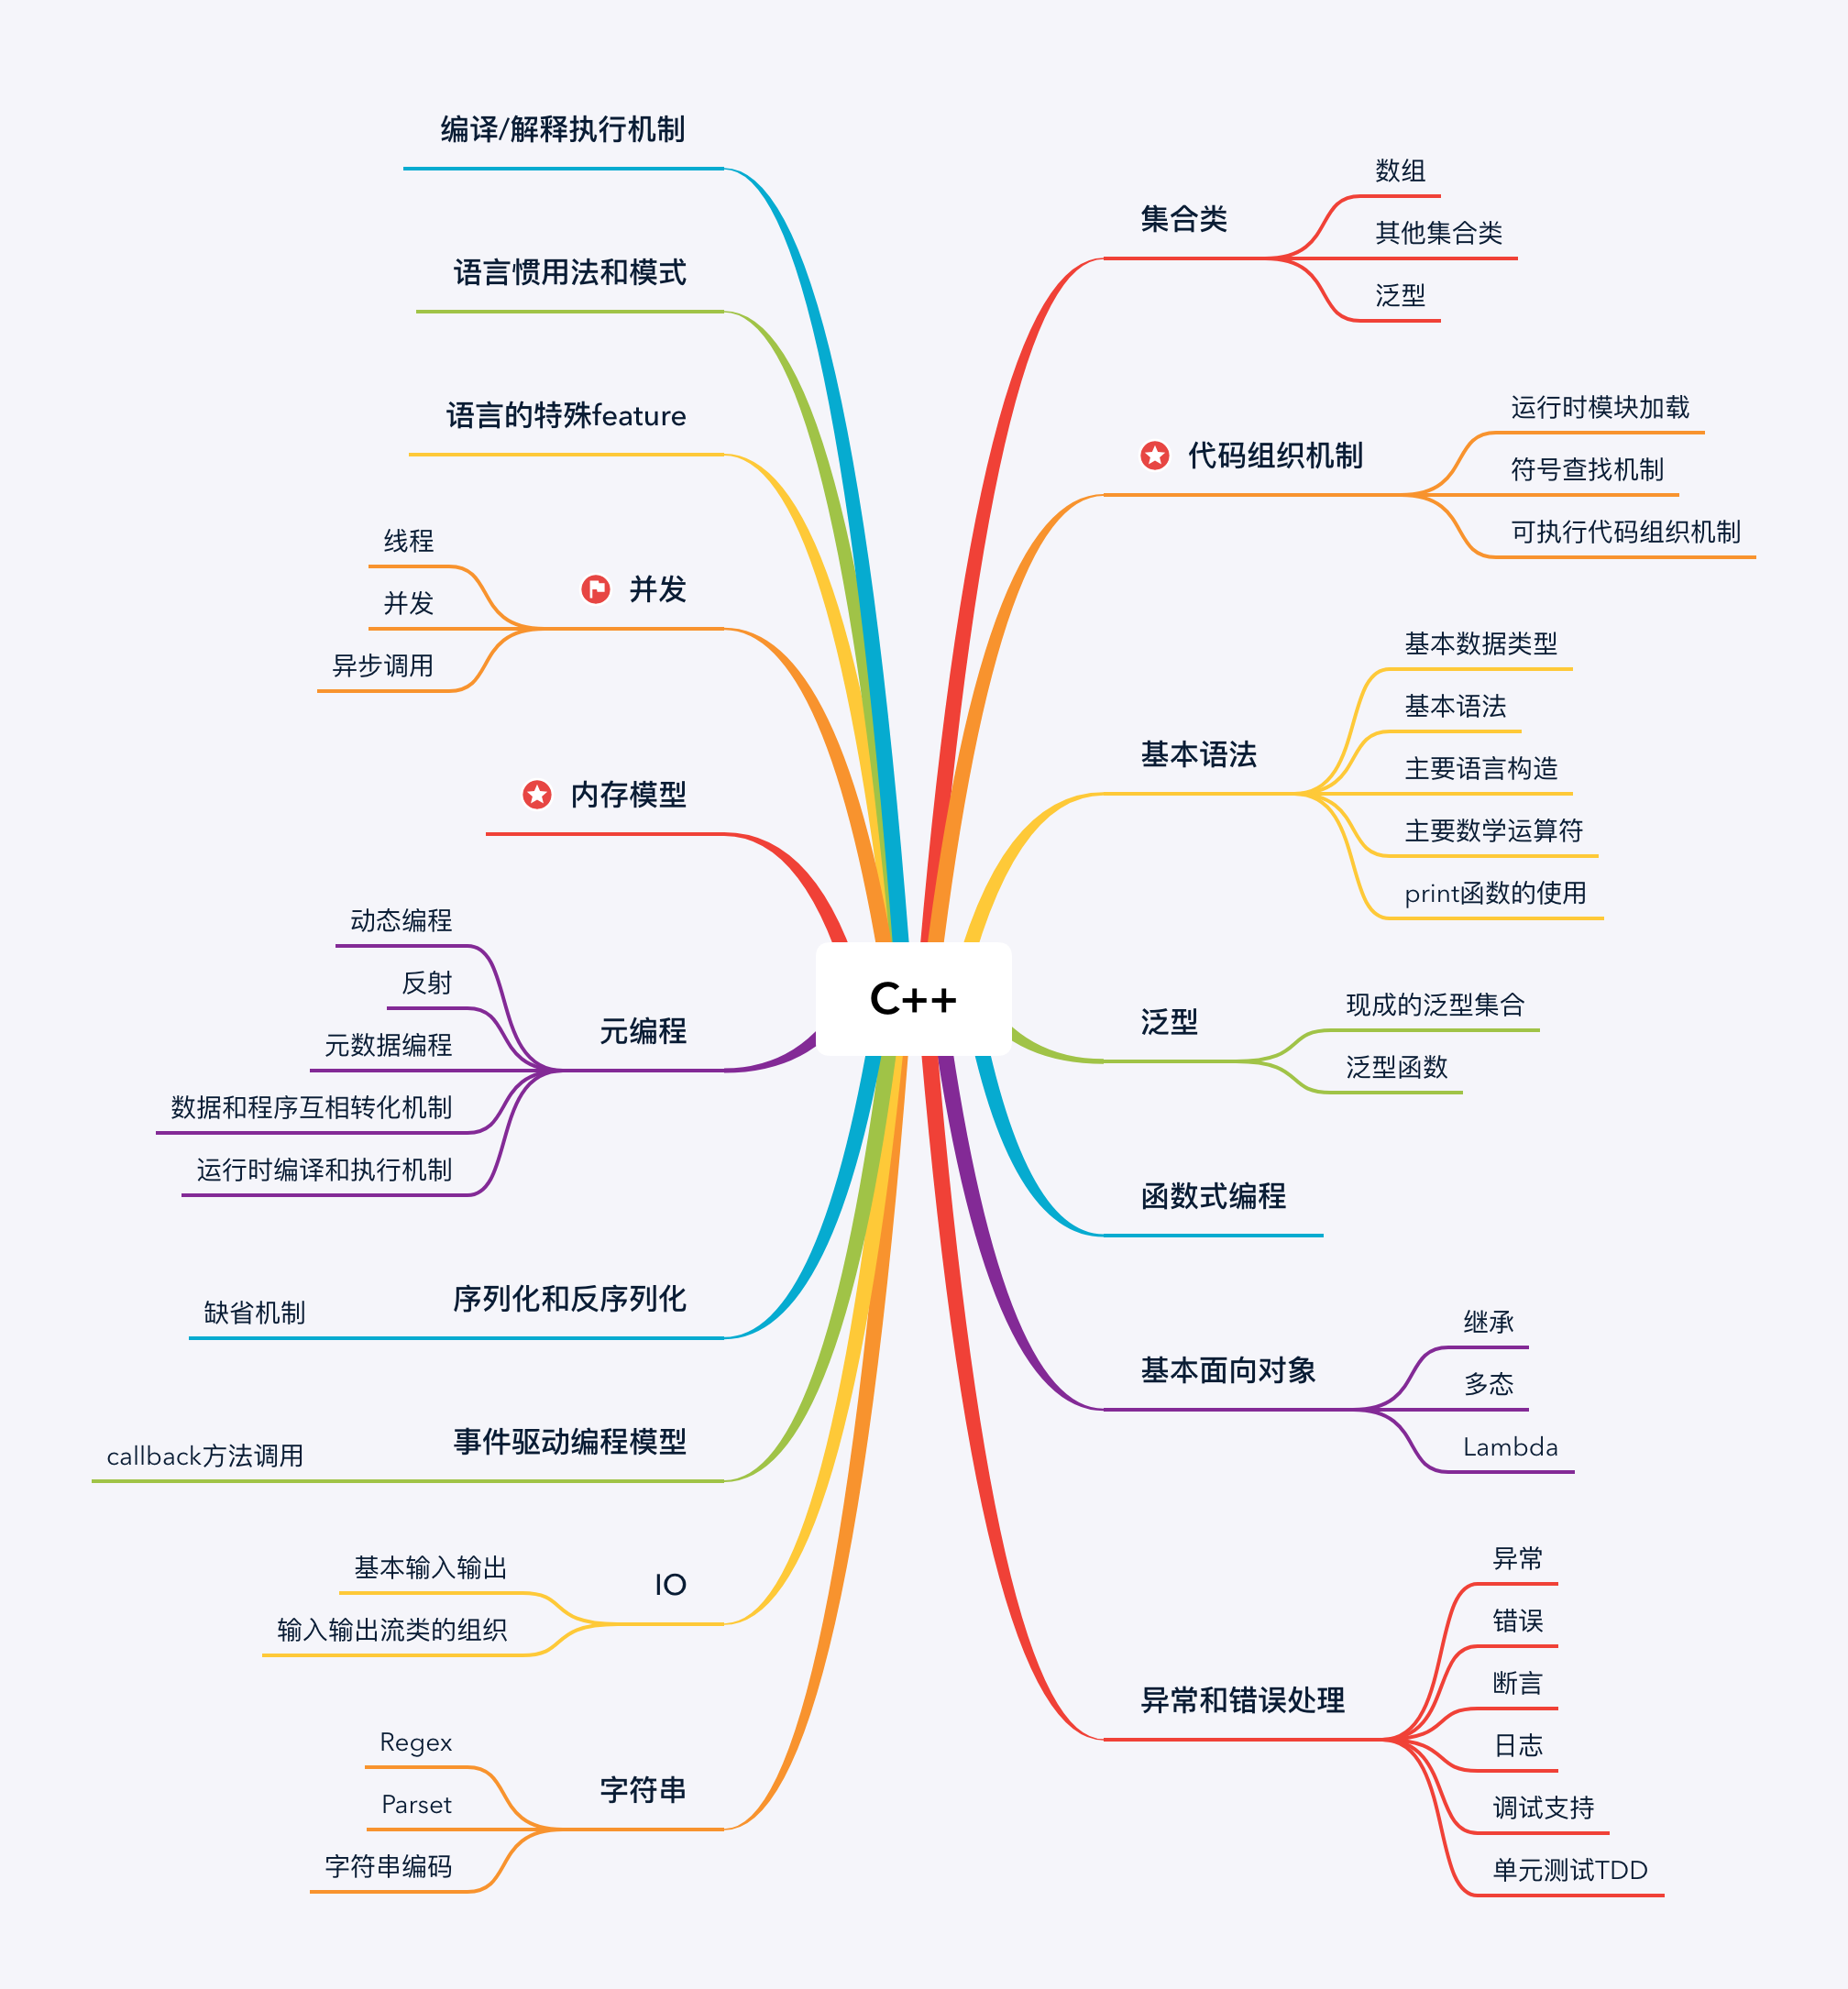 C++
集合类
数组
其他集合类
泛型
代码组织机制
运行时模块加载
符号查找机制
可执行代码组织机制
基本语法
基本数据类型
基本语法
主要语言构造
主要数学运算符
print函数的使用
泛型
现成的泛型集合
泛型函数
函数式编程
基本面向对象
继承
多态
Lambda
异常和错误处理
异常
错误
断言
日志
调试支持
单元测试TDD
编译/解释执行机制
语言惯用法和模式
语言的特殊feature
并发
线程
并发
异步调用
内存模型
元编程
动态编程
反射
元数据编程
数据和程序互相转化机制
运行时编译和执行机制
序列化和反序列化
缺省机制
事件驱动编程模型
callback方法调用
IO
基本输入输出
输入输出流类的组织
字符串
Regex
Parset
字符串编码